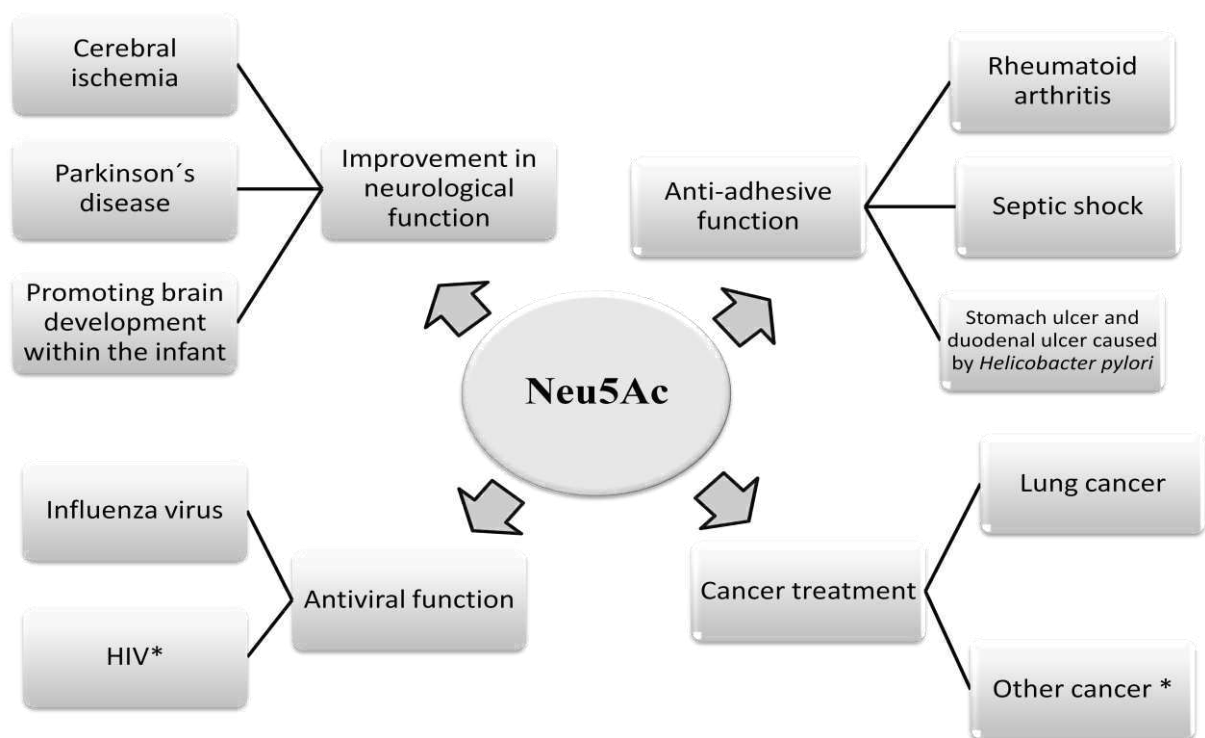 Cerebral
ischemia
Parkinson´s
disease
Promoting brain
development
within the infant
Improvement in
neurological
function
Anti-adhesive
function
Rheumatoid
arthritis
Septic shock
Stomach ulcer and
duodenal ulcer caused
by Helicobacter pylori
Neu5Ac
Influenza virus
HIV*
Antiviral function
Cancer treatment
Lung cancer
Other cancer *